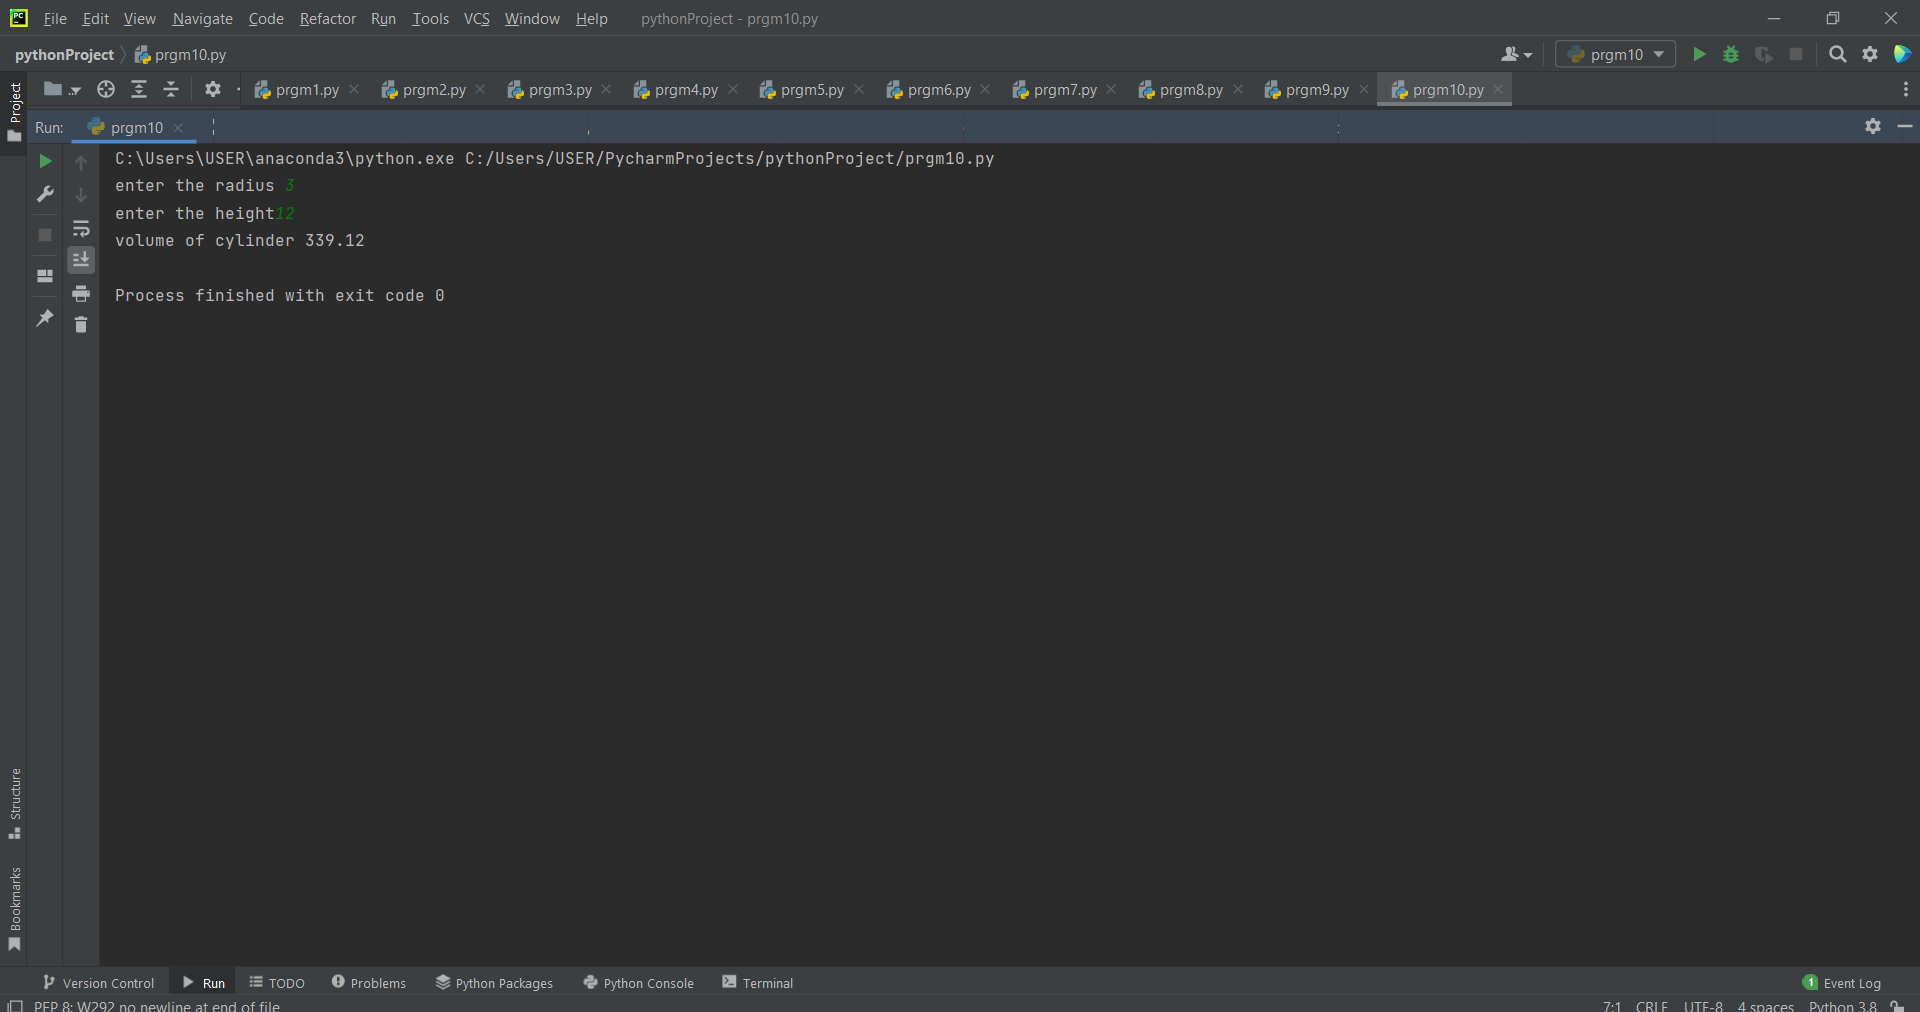 File Edit View Navigate Code Refactor Run Tools VCS Window Help pythonProject - prgm10.py
pythonProject prgm10.py prgm10
Project
prgm1.py prgm2.py prgm3.py prgm4.py prgm5.py prgm6.py prgm7.py prgm8.py prgm9.py prgm10.py
Run: prgm10
C:\Users\USER\anaconda3\python.exe C:/Users/USER/PycharmProjects/pythonProject/prgm10.py
enter the radius 3
enter the height12
volume of cylinder 339.12
Process finished with exit code 0
Structure
Bookmarks
Version Control Run TODO Problems Python Packages Python Console Terminal 1 Event Log
PEP 8: W292 no newline at end of file 7:1 CRLF UTF-8 4 spaces Python 3.8